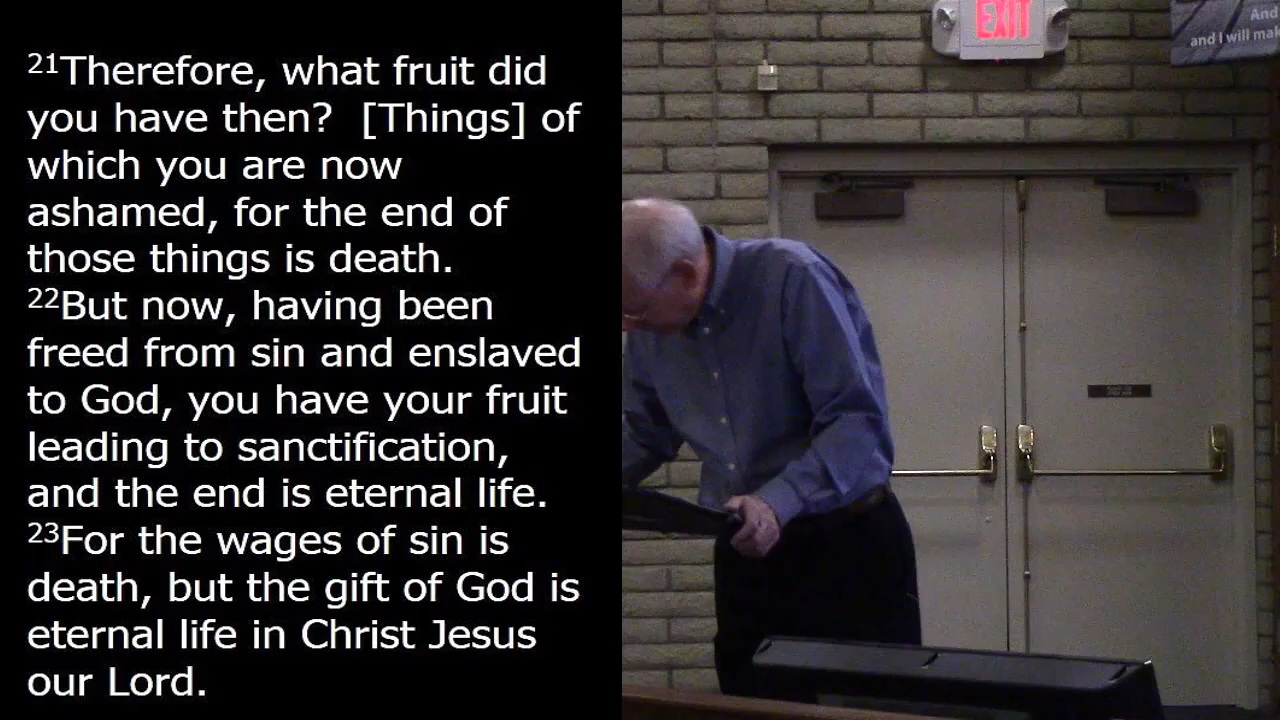 ²¹Therefore, what fruit did
you have then?  [Things] of
which you are now
ashamed, for the end of
those things is death.
²²But now, having been
freed from sin and enslaved
to God, you have your fruit
leading to sanctification,
and the end is eternal life.
²³For the wages of sin is
death, but the gift of God is
eternal life in Christ Jesus
our Lord.
EXIT
And
and I will mak